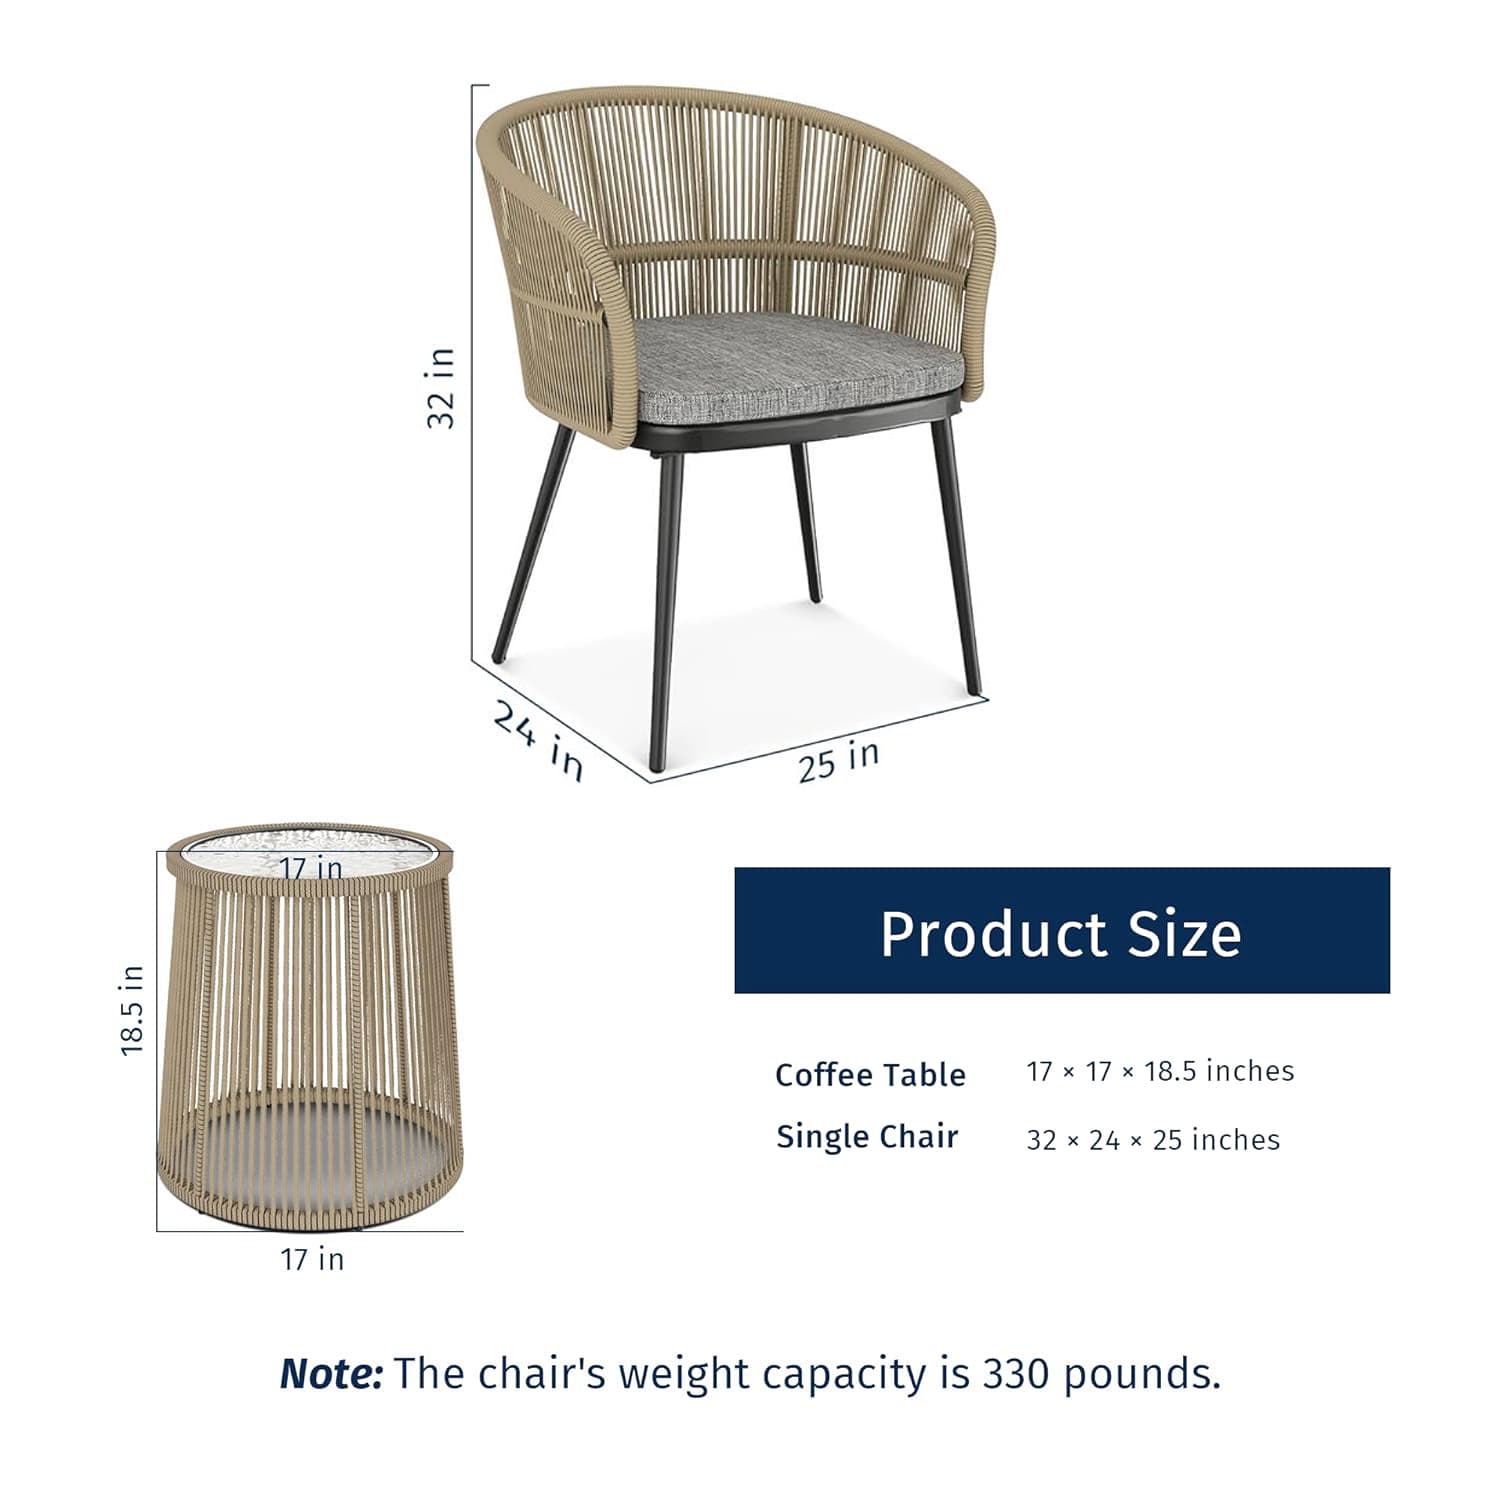 32 in
24 in
25 in
17 in
18.5 in
17 in
Product Size
Coffee Table 17 × 17 × 18.5 inches
Single Chair 32 × 24 × 25 inches
Note: The chair's weight capacity is 330 pounds.